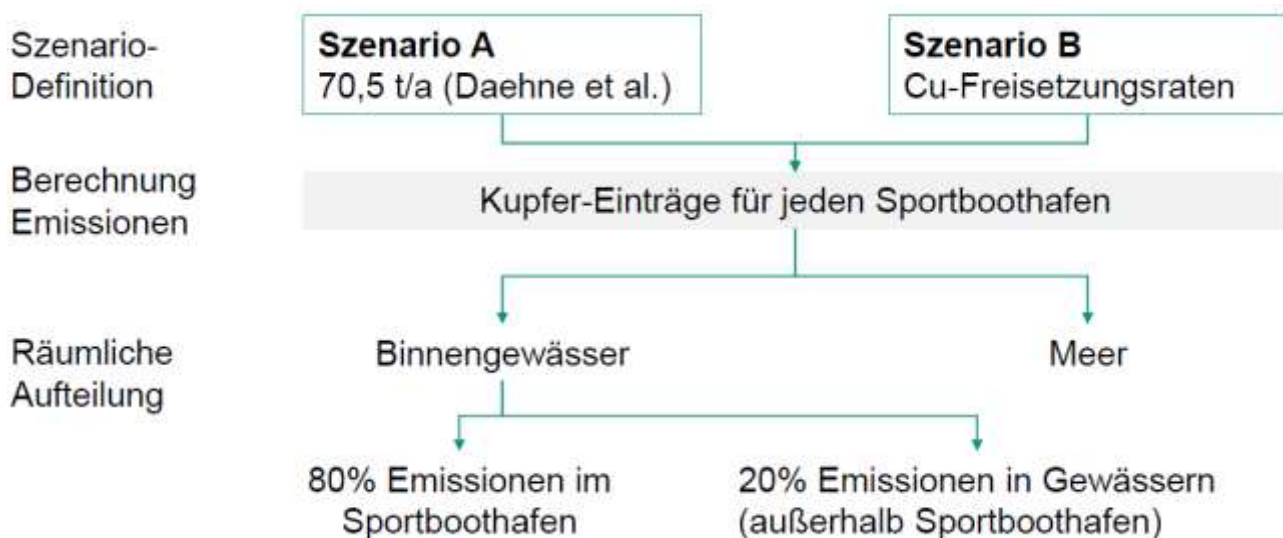 Szenario-
Definition
Szenario A
70,5 t/a (Daehne et al.)
Szenario B
Cu-Freisetzungsraten
Berechnung
Emissionen
Kupfer-Einträge für jeden Sportboothafen
Räumliche
Aufteilung
Binnengewässer
Meer
80% Emissionen im
Sportboothafen
20% Emissionen in Gewässern
(außerhalb Sportboothafen)